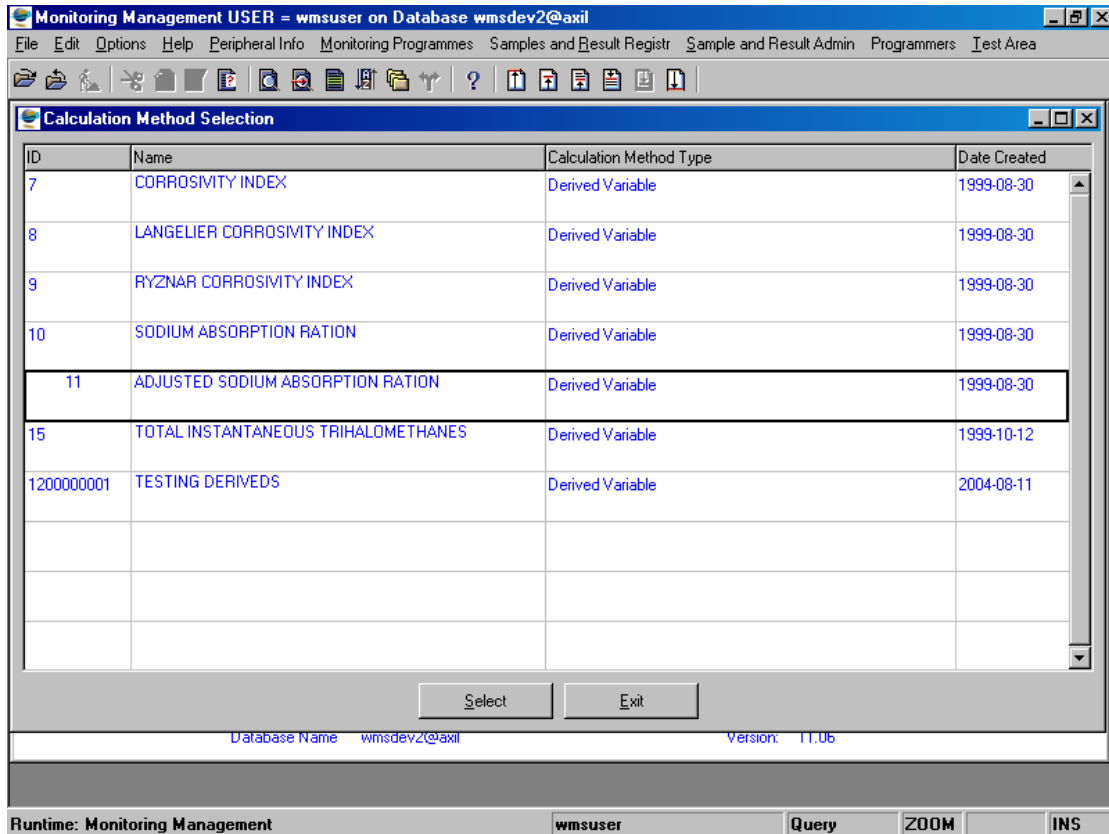 Monitoring Management USER = wmsuser on Database wmsdev2@axil
File Edit Options Help Peripheral Info Monitoring Programmes Samples and Result Registr Sample and Result Admin Programmers Test Area
Calculation Method Selection
ID Name Calculation Method Type Date Created
7 CORROSIVITY INDEX Derived Variable 1999-08-30
8 LANGELIER CORROSIVITY INDEX Derived Variable 1999-08-30
9 RYZNAR CORROSIVITY INDEX Derived Variable 1999-08-30
10 SODIUM ABSORPTION RATION Derived Variable 1999-08-30
11 ADJUSTED SODIUM ABSORPTION RATION Derived Variable 1999-08-30
15 TOTAL INSTANTANEOUS TRIHALOMETHANES Derived Variable 1999-10-12
1200000001 TESTING DERIVEDS Derived Variable 2004-08-11
Select Exit
Database Name wmsdev2@axil Version: 11.06
Runtime: Monitoring Management wmsuser Query ZOOM INS